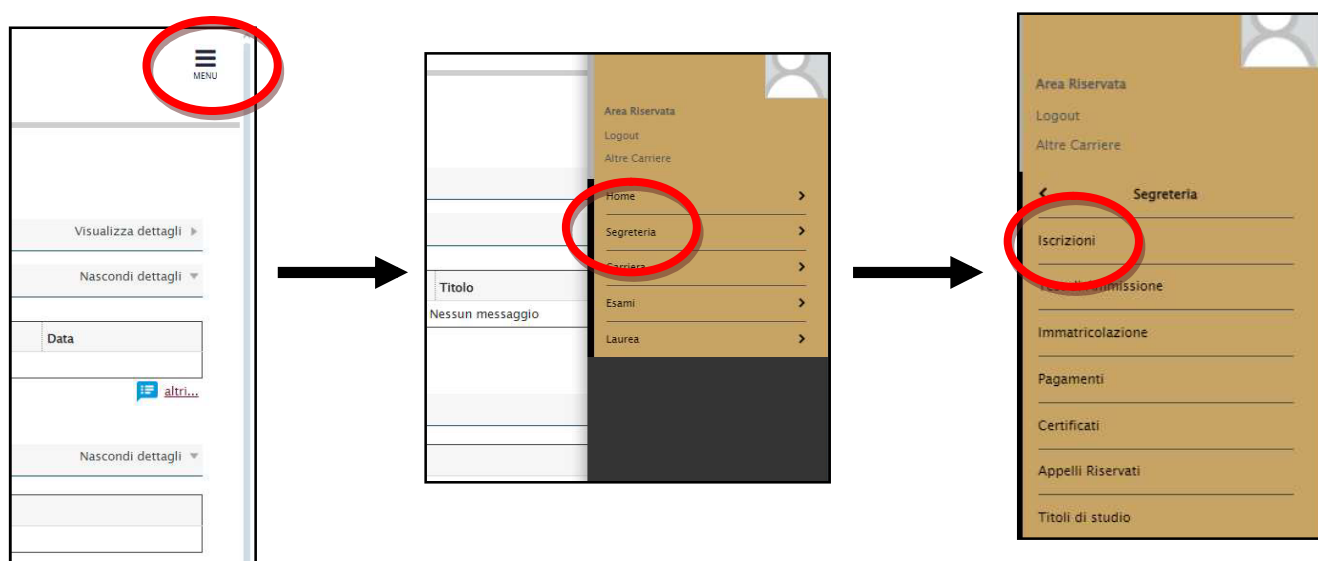 MENU
Visualizza dettagli
Nascondi dettagli
Data
altri...
Nascondi dettagli
Titolo
Nessun messaggio
Area Riservata
Logout
Altre Carriere
Home
Segreteria
Carriera
Esami
Laurea
Area Riservata
Logout
Altre Carriere
Segreteria
Iscrizioni
Immatricolazione
Pagamenti
Certificati
Appelli Riservati
Titoli di studio